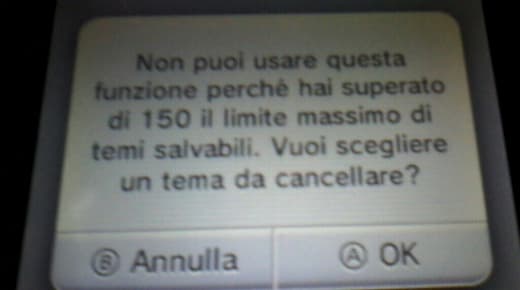 Non puoi usare questa
funzione perché hai superato
di 150 il limite massimo di
temi salvabili. Vuoi scegliere
un tema da cancellare?
Ⓑ Annulla Ⓐ OK